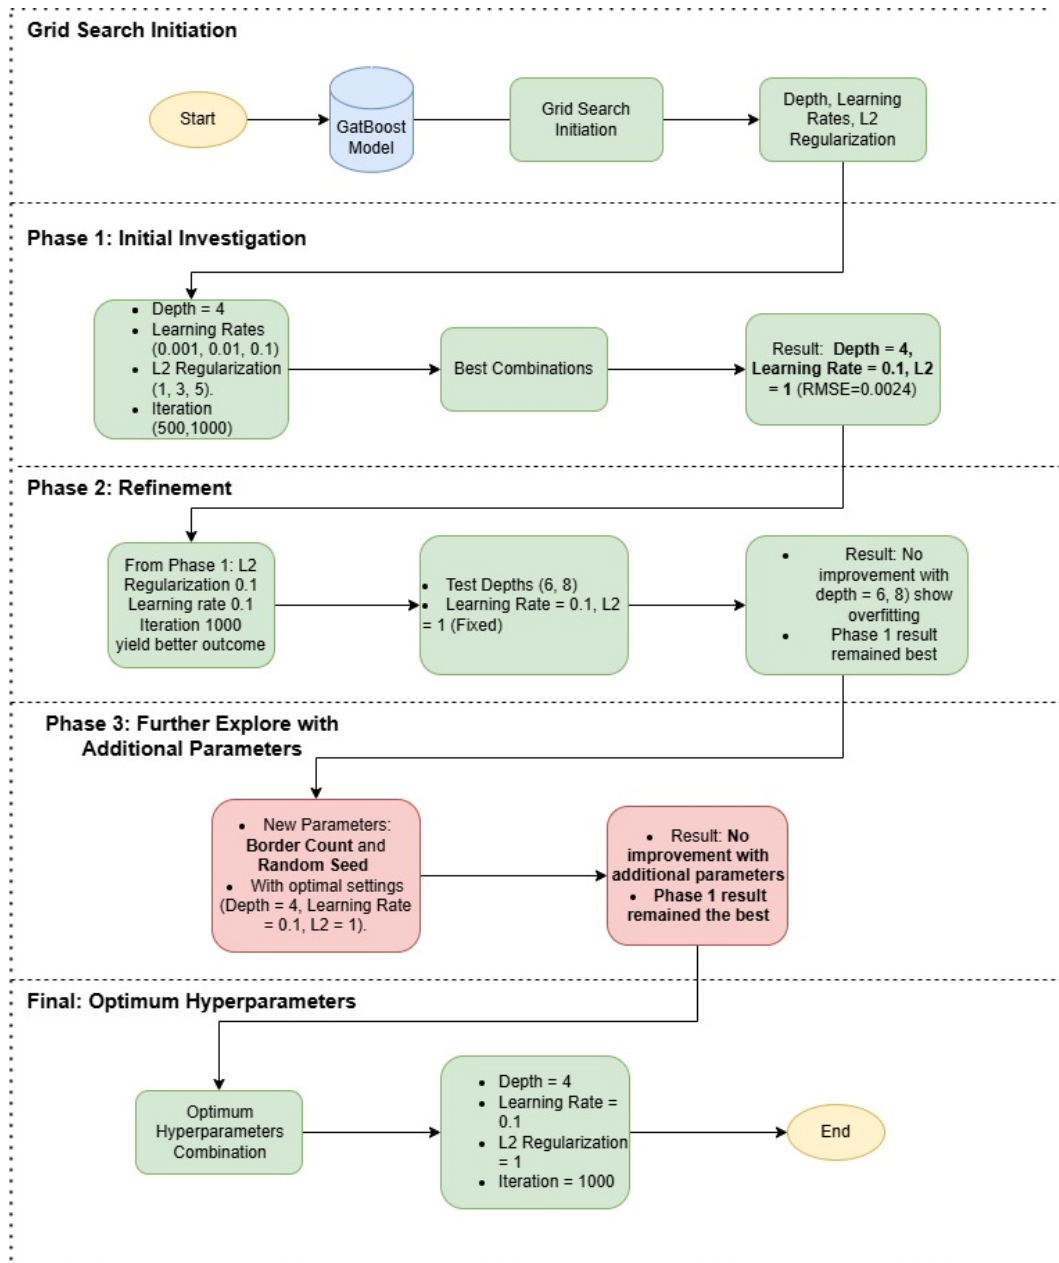 Grid Search Initiation
Start
GatBoost
Model
Grid Search
Initiation
Depth, Learning
Rates, L2
Regularization
Phase 1: Initial Investigation
• Depth = 4
• Learning Rates
(0.001, 0.01, 0.1)
• L2 Regularization
(1, 3, 5).
• Iteration
(500,1000)
Best Combinations
Result: Depth = 4,
Learning Rate = 0.1, L2
= 1 (RMSE=0.0024)
Phase 2: Refinement
From Phase 1: L2
Regularization 0.1
Learning rate 0.1
Iteration 1000
yield better outcome
• Test Depths (6, 8)
• Learning Rate = 0.1, L2
= 1 (Fixed)
• Result: No
improvement with
depth = 6, 8) show
overfitting
• Phase 1 result
remained best
Phase 3: Further Explore with
Additional Parameters
• New Parameters:
Border Count and
Random Seed
• With optimal settings
(Depth = 4, Learning Rate
= 0.1, L2 = 1).
• Result: No
improvement with
additional parameters
• Phase 1 result
remained the best
Final: Optimum Hyperparameters
Optimum
Hyperparameters
Combination
• Depth = 4
• Learning Rate =
0.1
• L2 Regularization
= 1
• Iteration = 1000
End